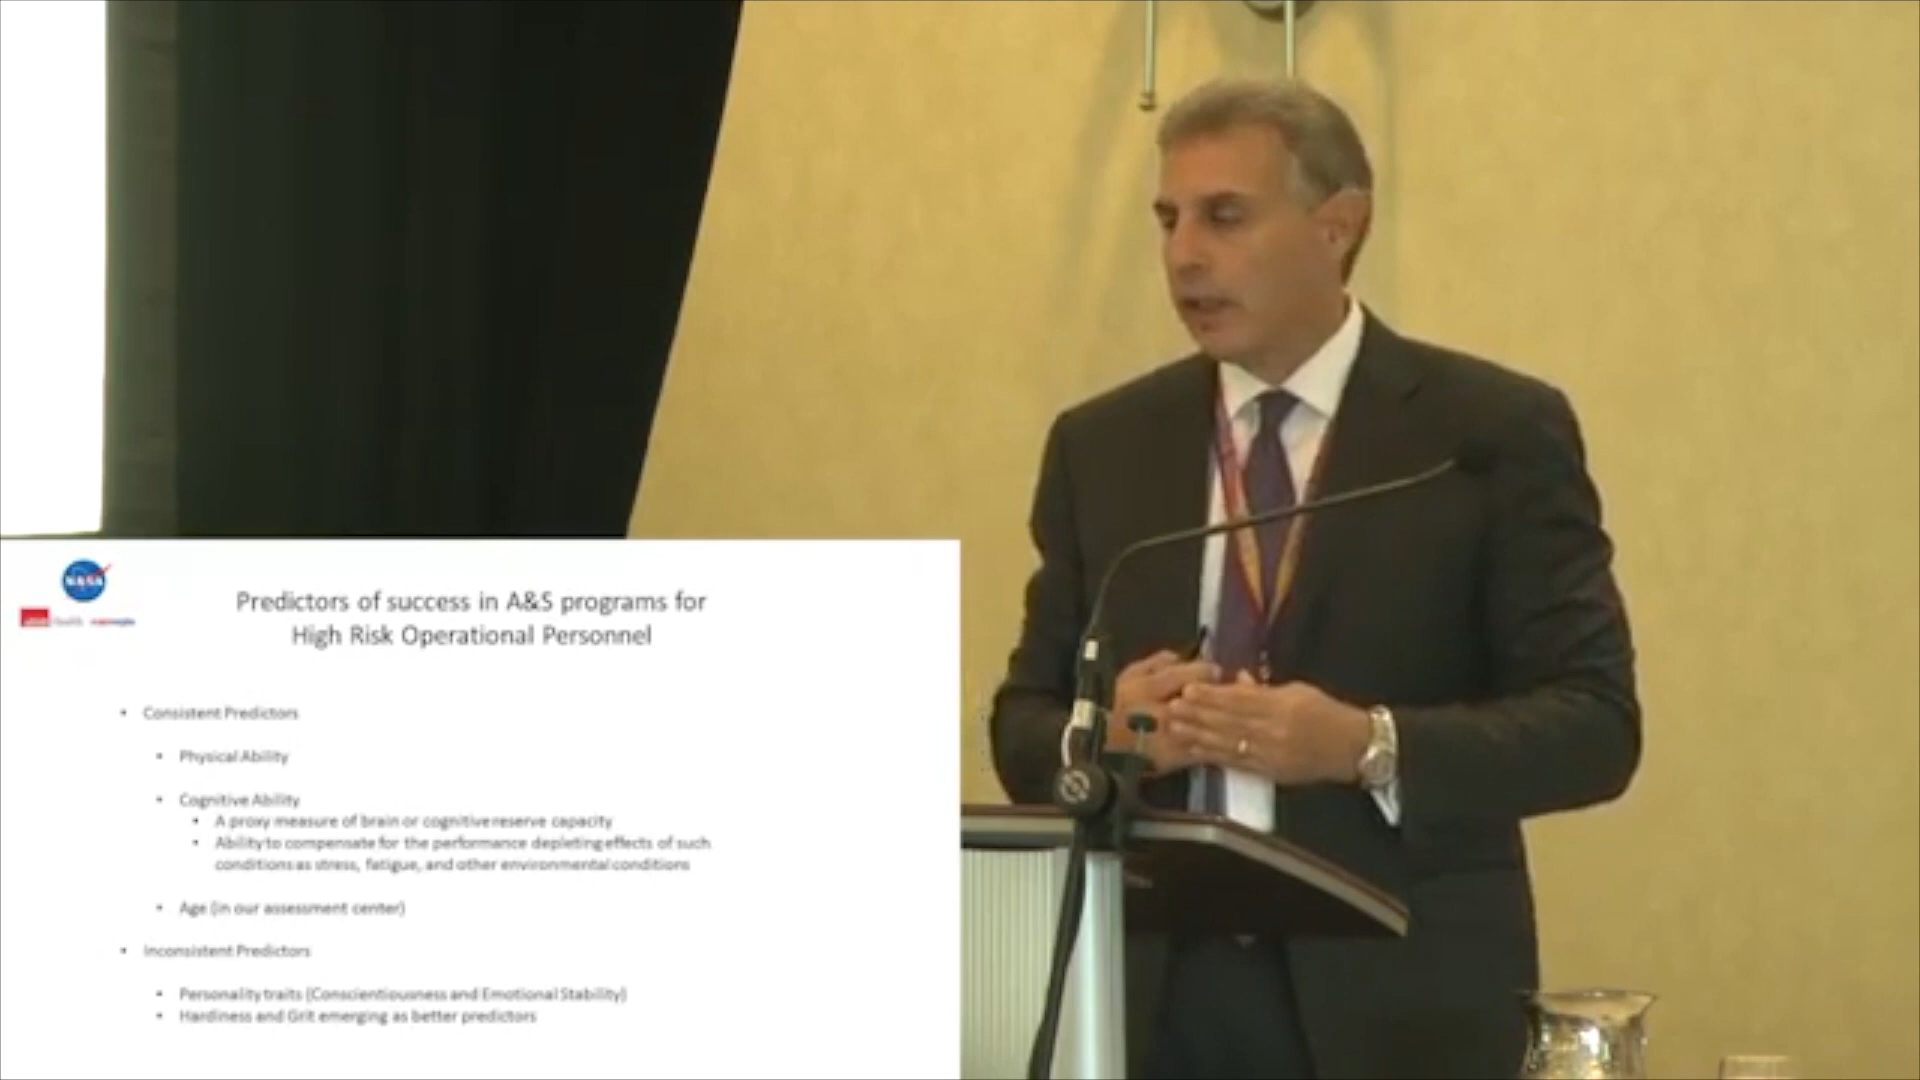 NASA
Predictors of success in A&S programs for
High Risk Operational Personnel
• Consistent Predictors
• Physical Ability
• Cognitive Ability
• A proxy measure of brain or cognitive reserve capacity
• Ability to compensate for the performance depleting effects of such
conditions as stress, fatigue, and other environmental conditions
• Age (in our assessment center)
• Inconsistent Predictors
• Personality traits (Conscientiousness and Emotional Stability)
• Hardiness and Grit emerging as better predictors